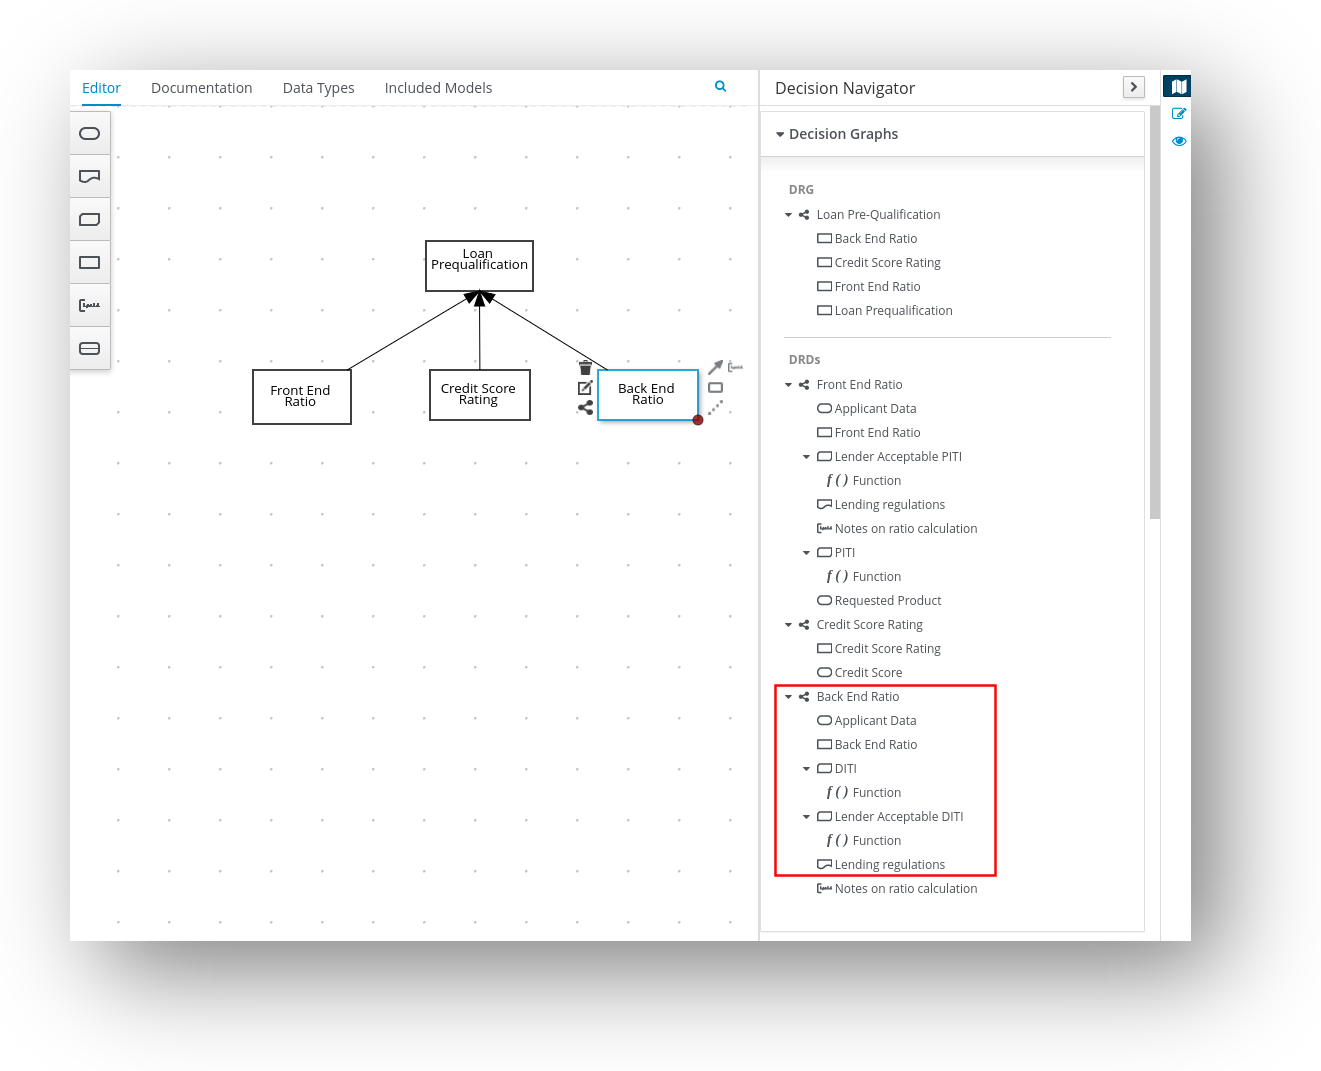 Editor
Documentation
Data Types
Included Models
Decision Navigator
Loan
Prequalification
Front End
Ratio
Credit Score
Rating
Back End
Ratio
Decision Graphs
DRG
Loan Pre-Qualification
Back End Ratio
Credit Score Rating
Front End Ratio
Loan Prequalification
DRDs
Front End Ratio
Applicant Data
Front End Ratio
Lender Acceptable PITI
f ( ) Function
Lending regulations
Notes on ratio calculation
PITI
f ( ) Function
Requested Product
Credit Score Rating
Credit Score Rating
Credit Score
Back End Ratio
Applicant Data
Back End Ratio
DITI
f ( ) Function
Lender Acceptable DITI
f ( ) Function
Lending regulations
Notes on ratio calculation